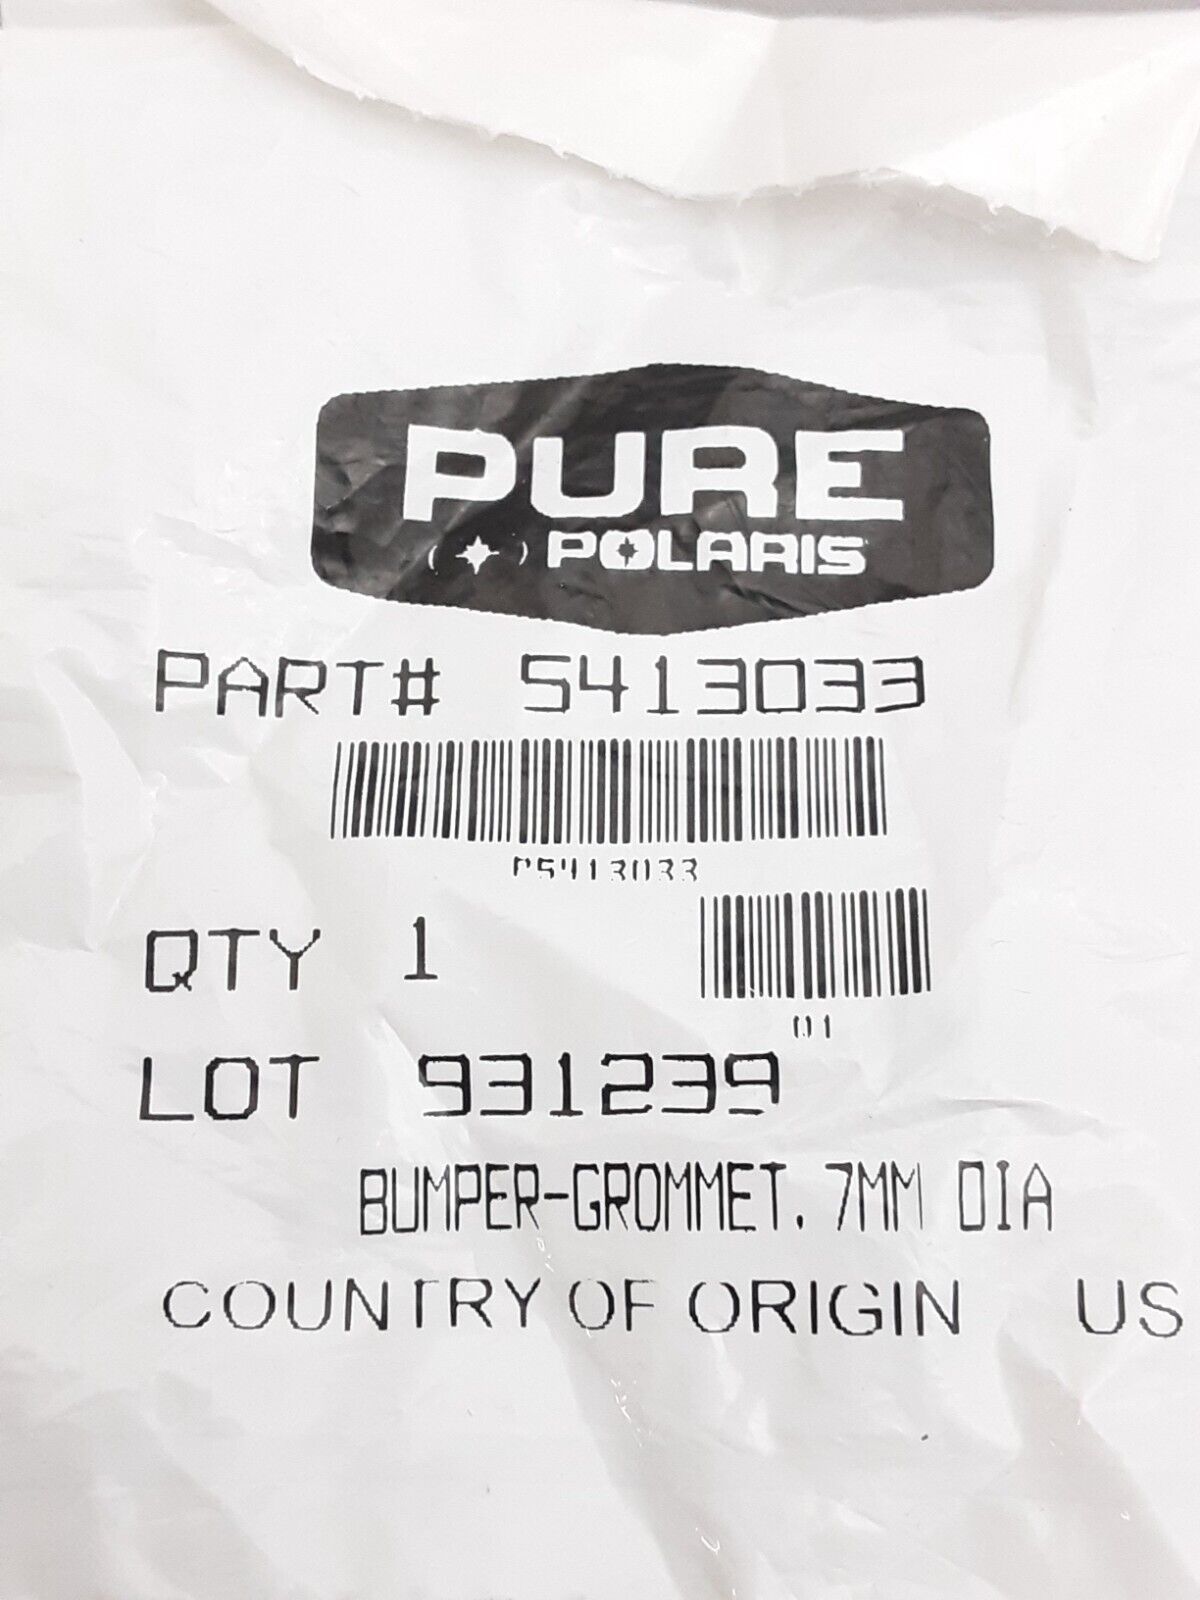 PURE
POLARIS
PART# 5413033
P5413033
QTY 1
01
LOT 931239
BUMPER-GROMMET. 7MM DIA
COUNTRY OF ORIGIN US